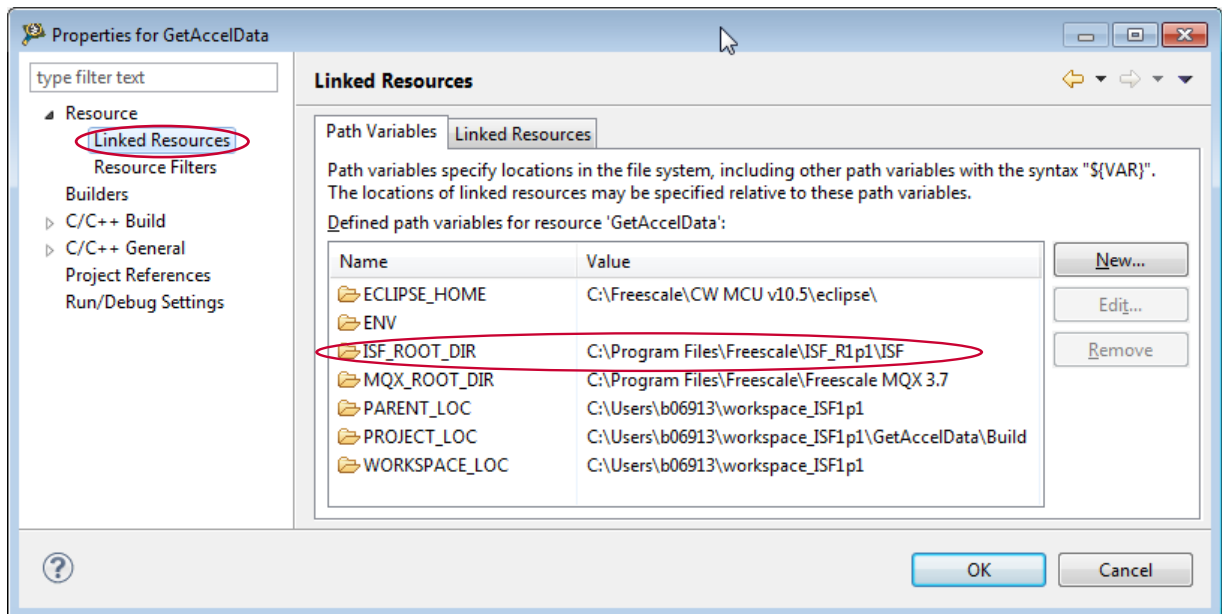 Properties for GetAccelData
type filter text
Resource
Linked Resources
Resource Filters
Builders
C/C++ Build
C/C++ General
Project References
Run/Debug Settings
Linked Resources
Path Variables Linked Resources
Path variables specify locations in the file system, including other path variables with the syntax "${VAR}".
The locations of linked resources may be specified relative to these path variables.
Defined path variables for resource 'GetAccelData':
Name Value
ECLIPSE_HOME C:\Freescale\CW MCU v10.5\eclipse\
ENV
ISF_ROOT_DIR C:\Program Files\Freescale\ISF_R1p1\ISF
MQX_ROOT_DIR C:\Program Files\Freescale\Freescale MQX 3.7
PARENT_LOC C:\Users\b06913\workspace_ISF1p1
PROJECT_LOC C:\Users\b06913\workspace_ISF1p1\GetAccelData\Build
WORKSPACE_LOC C:\Users\b06913\workspace_ISF1p1
New...
Edit...
Remove
?
OK Cancel